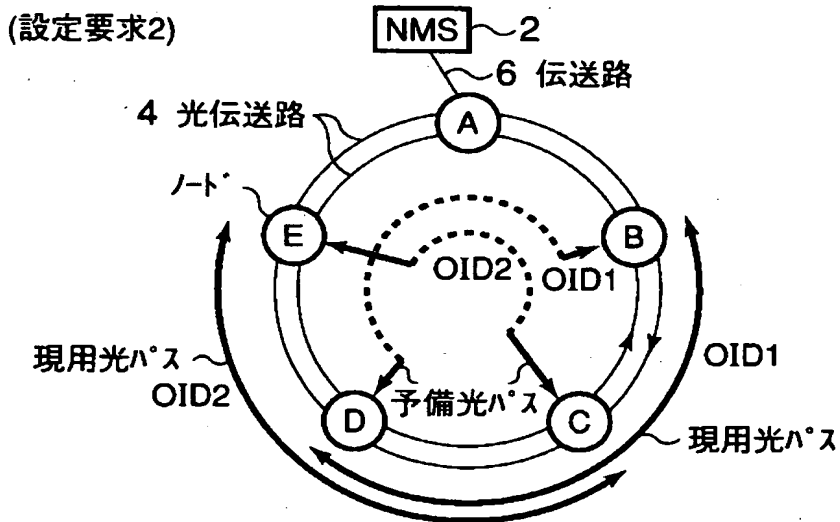 (設定要求2)
NMS
2
6 伝送路
4 光伝送路
A
ノード
E
B
OID2
OID1
現用光パス
OID2
OID1
予備光パス
D
C
現用光パス